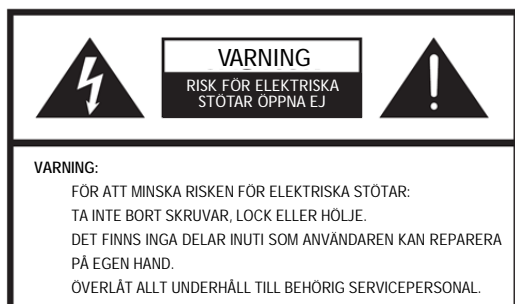 VARNING
RISK FÖR ELEKTRISKA
STÖTAR ÖPPNA EJ
VARNING:
FÖR ATT MINSKA RISKEN FÖR ELEKTRISKA STÖTAR:
TA INTE BORT SKRUVAR, LOCK ELLER HÖLJE.
DET FINNS INGA DELAR INUTI SOM ANVÄNDAREN KAN REPARERA
PÅ EGEN HAND.
ÖVERLÅT ALLT UNDERHÅLL TILL BEHÖRIG SERVICEPERSONAL.